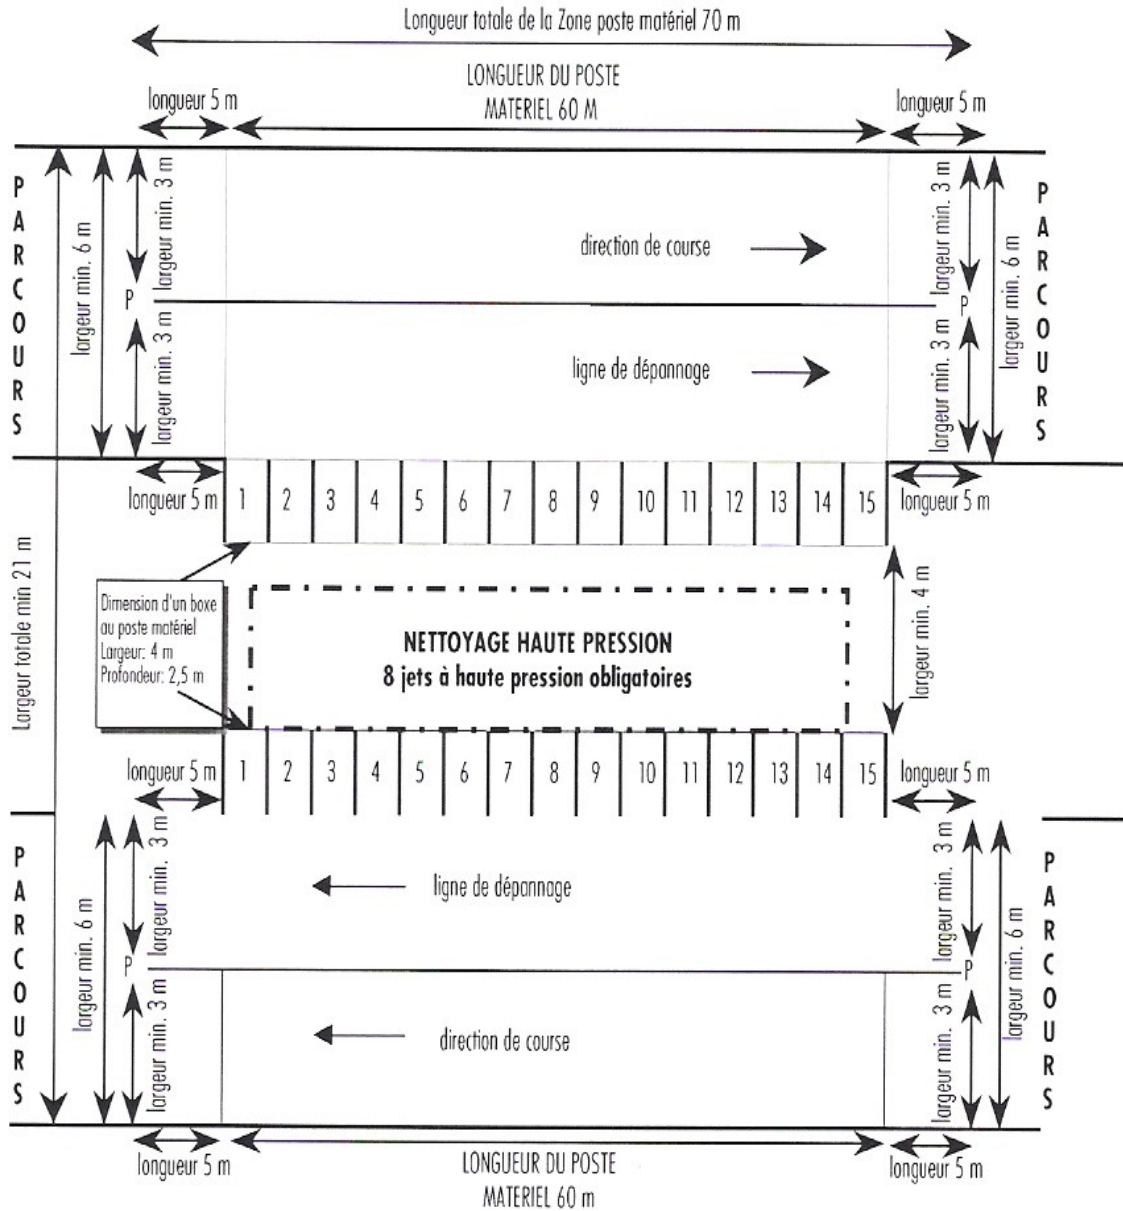 Longueur totale de la Zone poste matériel 70 m
LONGUEUR DU POSTE
MATERIEL 60 M
longueur 5 m
longueur 5 m
PARCOURS
largeur min. 6 m
largeur min. 3 m
P
largeur min. 3 m
direction de course
ligne de dépannage
largeur min. 3 m
P
largeur min. 3 m
largeur min. 6 m
PARCOURS
longueur 5 m
1 2 3 4 5 6 7 8 9 10 11 12 13 14 15
longueur 5 m
Largeur totale min 21 m
Dimension d'un boxe
au poste matériel
Largeur: 4 m
Profondeur: 2,5 m
NETTOYAGE HAUTE PRESSION
8 jets à haute pression obligatoires
largeur min. 4 m
longueur 5 m
1 2 3 4 5 6 7 8 9 10 11 12 13 14 15
longueur 5 m
PARCOURS
largeur min. 6 m
largeur min. 3 m
P
largeur min. 3 m
ligne de dépannage
direction de course
largeur min. 3 m
P
largeur min. 3 m
largeur min. 6 m
PARCOURS
longueur 5 m
LONGUEUR DU POSTE
MATERIEL 60 m
longueur 5 m